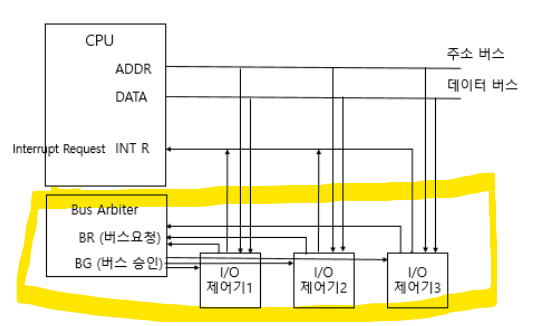 CPU
ADDR
주소 버스
DATA
데이터 버스
Interrupt Request INT R
Bus Arbiter
BR (버스요청)
BG (버스 승인)
I/O
제어기1
I/O
제어기2
I/O
제어기3